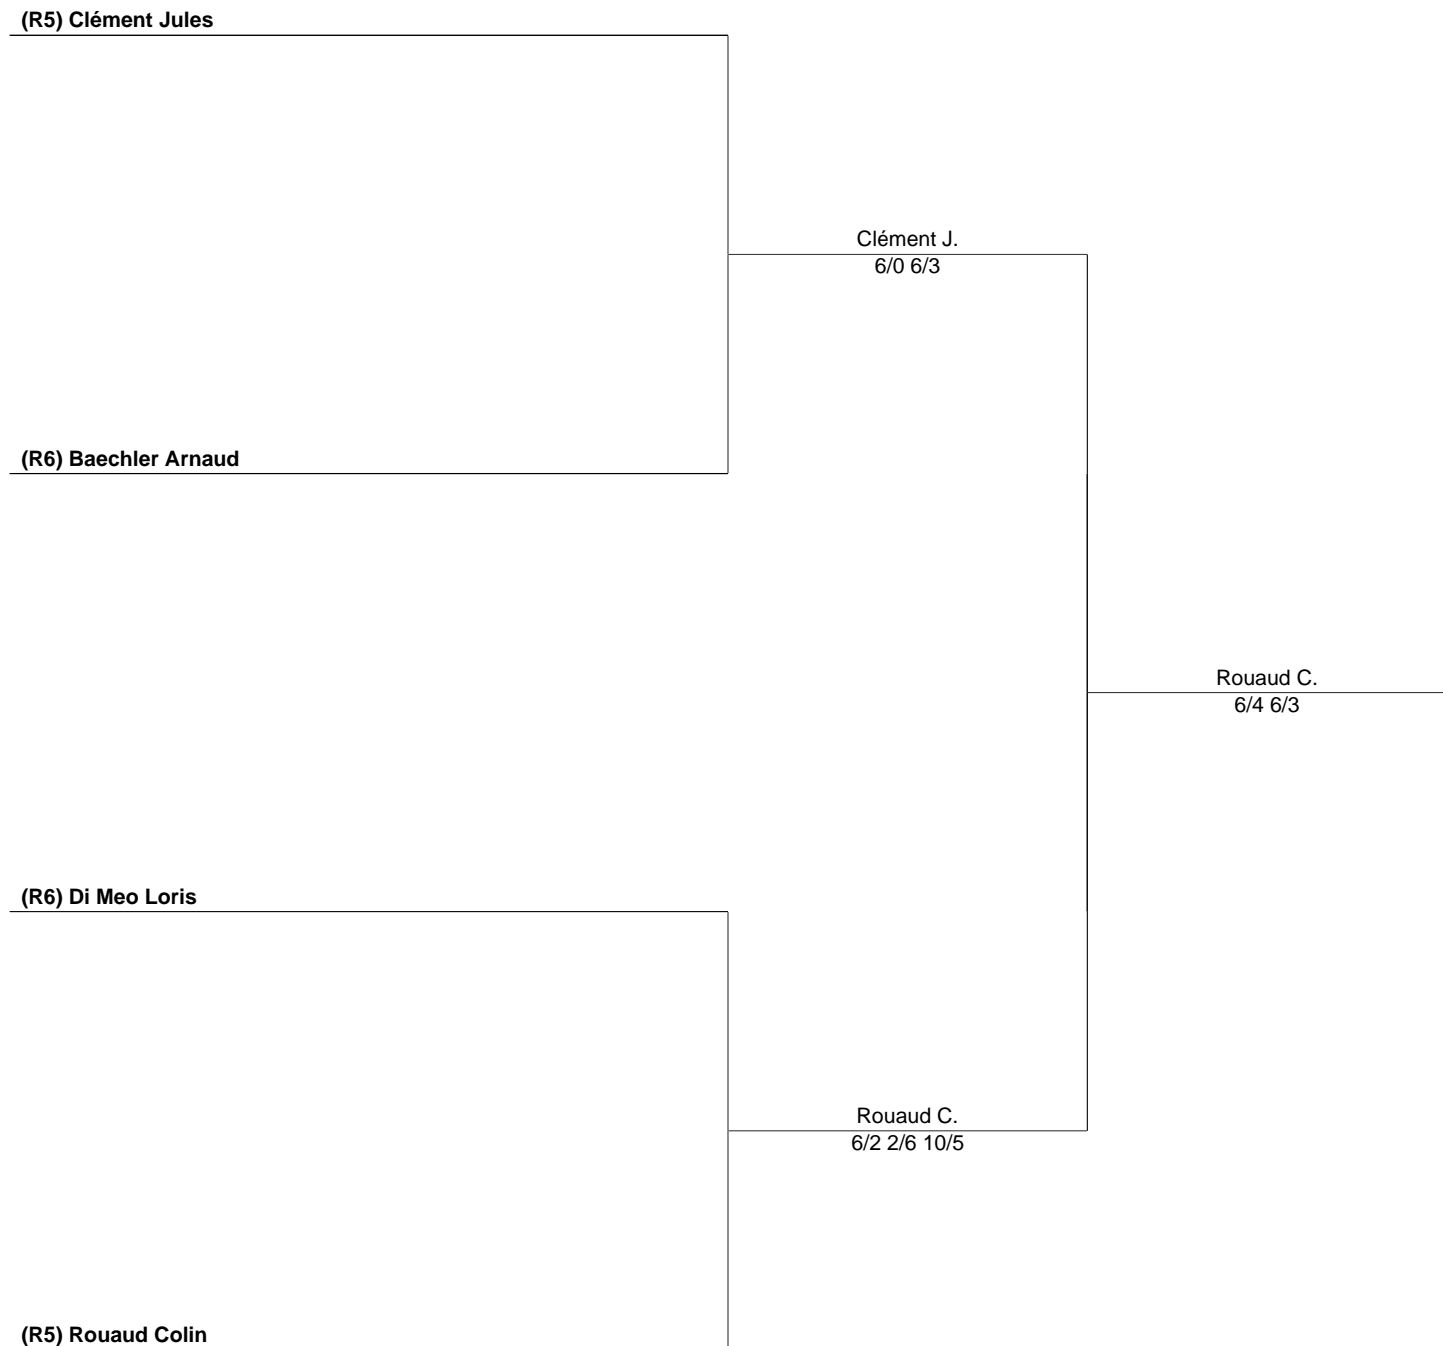 (R5) Clément Jules
Clément J.
6/0 6/3
(R6) Baechler Arnaud
Rouaud C.
6/4 6/3
(R6) Di Meo Loris
Rouaud C.
6/2 2/6 10/5
(R5) Rouaud Colin